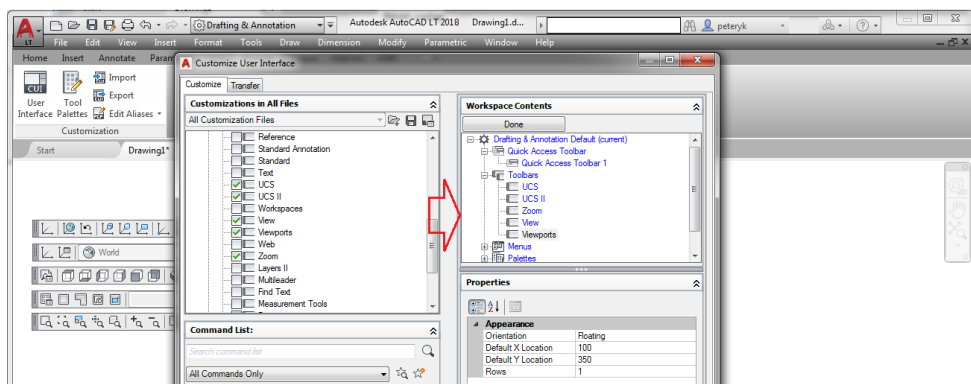 Drafting & Annotation
Autodesk AutoCAD LT 2018 Drawing1.d...
peteryk
LT File Edit View Insert Format Tools Draw Dimension Modify Parametric Window Help
Home Insert Annotate Param
Customize User Interface
CUI
User Interface
Tool Palettes
Import
Export
Edit Aliases
Customization
Start Drawing1*
World
Customize Transfer
Customizations in All Files
All Customization Files
Reference
Standard Annotation
Standard
Text
UCS
UCS II
Workspaces
View
Viewports
Web
Zoom
Layers II
Multileader
Find Text
Measurement Tools
Command List:
Search command list
All Commands Only
Workspace Contents
Done
Drafting & Annotation Default (current)
Quick Access Toolbar
Quick Access Toolbar 1
Toolbars
UCS
UCS II
Zoom
View
Viewports
Menus
Palettes
Properties
Appearance
Orientation Floating
Default X Location 100
Default Y Location 350
Rows 1